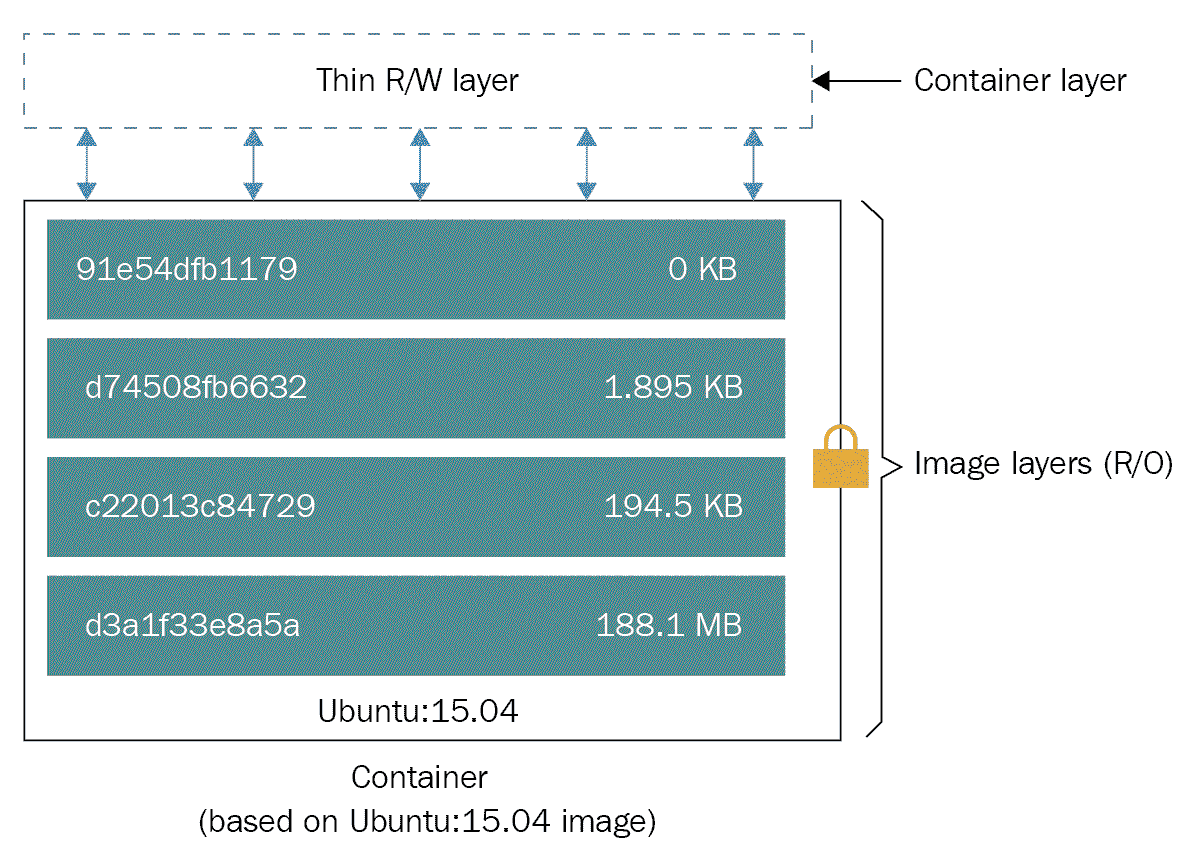 Thin R/W layer
Container layer
91e54dfb1179 0 KB
d74508fb6632 1.895 KB
c22013c84729 194.5 KB
Image layers (R/O)
d3a1f33e8a5a 188.1 MB
Ubuntu:15.04
Container
(based on Ubuntu:15.04 image)